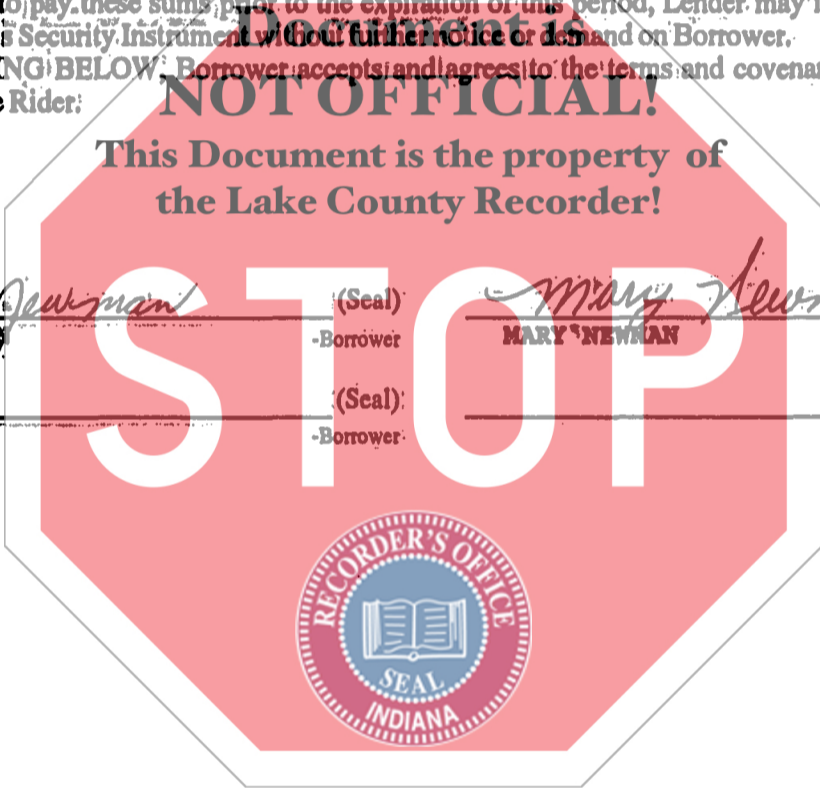 to pay these sums prior to the expiration of this period, Lender may
Document is
s Security Instrument without further notice or demand on Borrower.
NG BELOW, Borrower accepts and agrees to the terms and covenan
Rider.
NOT OFFICIAL!
This Document is the property of
the Lake County Recorder!
STOP
Newman (Seal) Mary Newm
-Borrower MARY NEWMAN
(Seal)
-Borrower
RECORDER'S OFFICE
SEAL
INDIANA